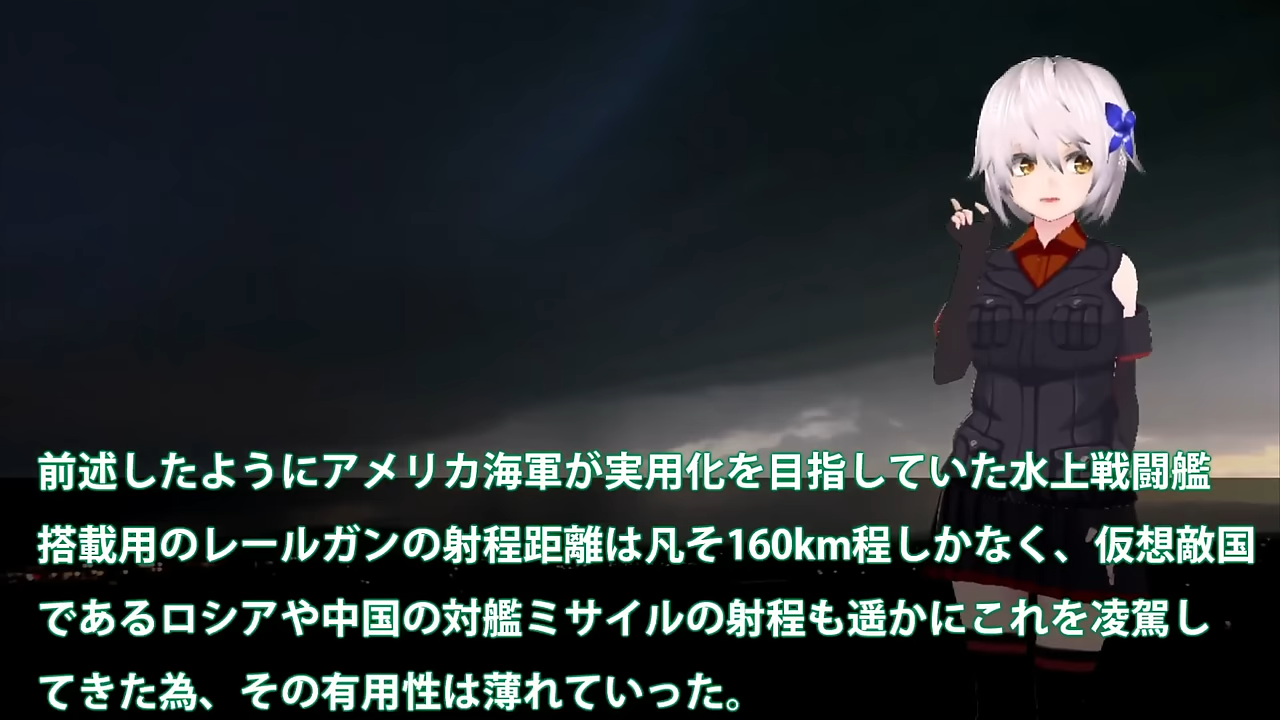 前述したようにアメリカ海軍が実用化を目指していた水上戦闘艦
搭載用のレールガンの射程距離は凡そ160km程しかなく、仮想敵国
であるロシアや中国の対艦ミサイルの射程も遥かにこれを凌駕し
てきた為、その有用性は薄れていった。